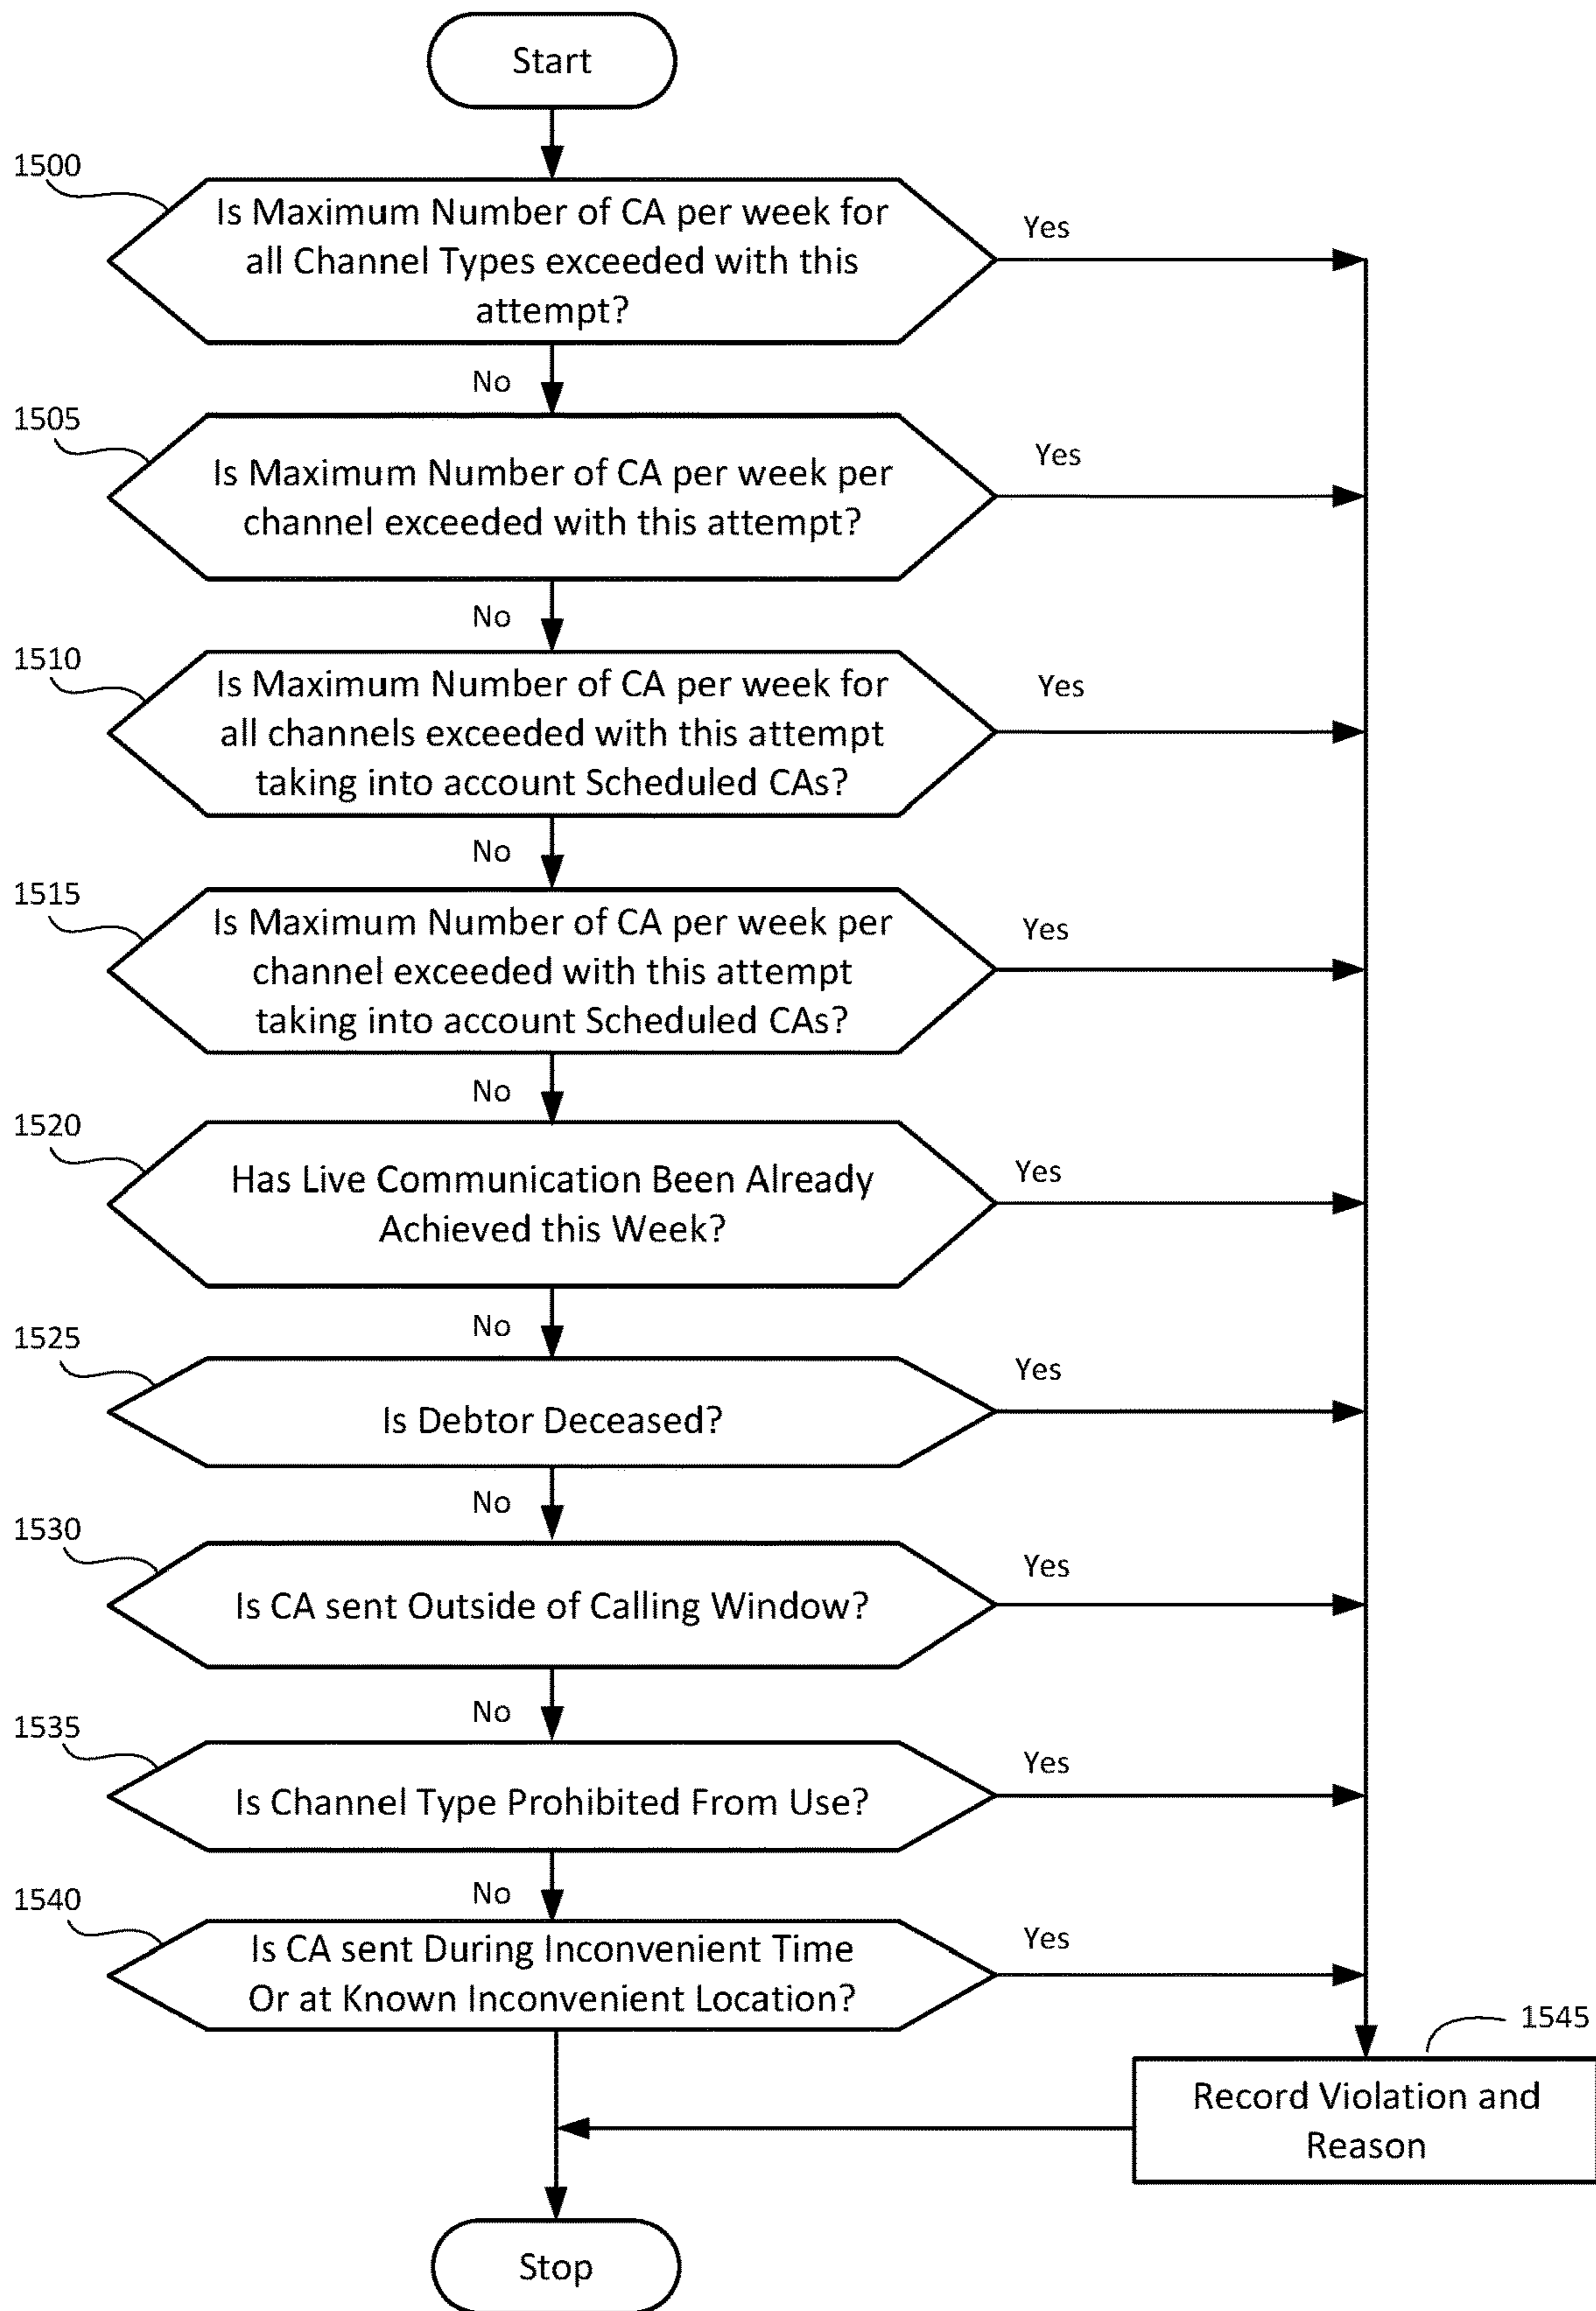 Start
1500
Is Maximum Number of CA per week for
all Channel Types exceeded with this
attempt?
Yes
No
1505
Is Maximum Number of CA per week per
channel exceeded with this attempt?
Yes
No
1510
Is Maximum Number of CA per week for
all channels exceeded with this attempt
taking into account Scheduled CAs?
Yes
No
1515
Is Maximum Number of CA per week per
channel exceeded with this attempt
taking into account Scheduled CAs?
Yes
No
1520
Has Live Communication Been Already
Achieved this Week?
Yes
No
1525
Is Debtor Deceased?
Yes
No
1530
Is CA sent Outside of Calling Window?
Yes
No
1535
Is Channel Type Prohibited From Use?
Yes
No
1540
Is CA sent During Inconvenient Time
Or at Known Inconvenient Location?
Yes
1545
Record Violation and
Reason
Stop